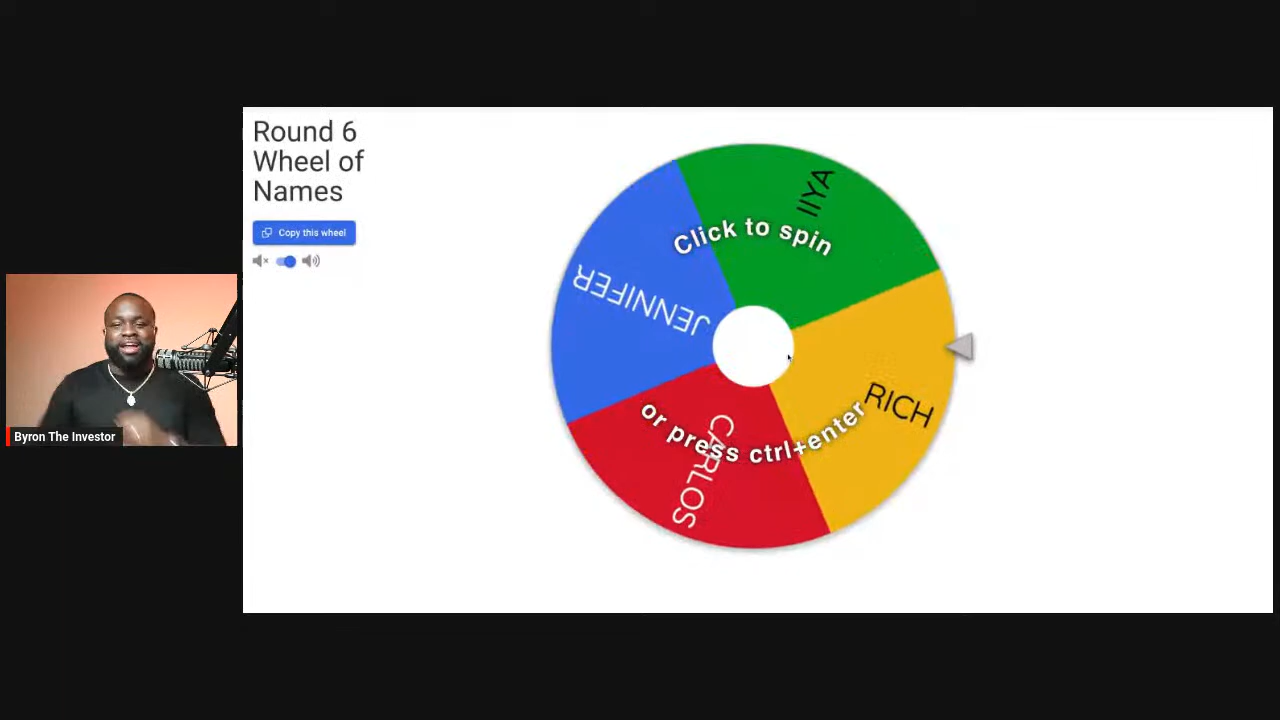 Round 6
Wheel of
Names
Copy this wheel
IIYA
Click to spin
JENNIFER
RICH
or press ctrl+enter
CARLOS
Byron The Investor